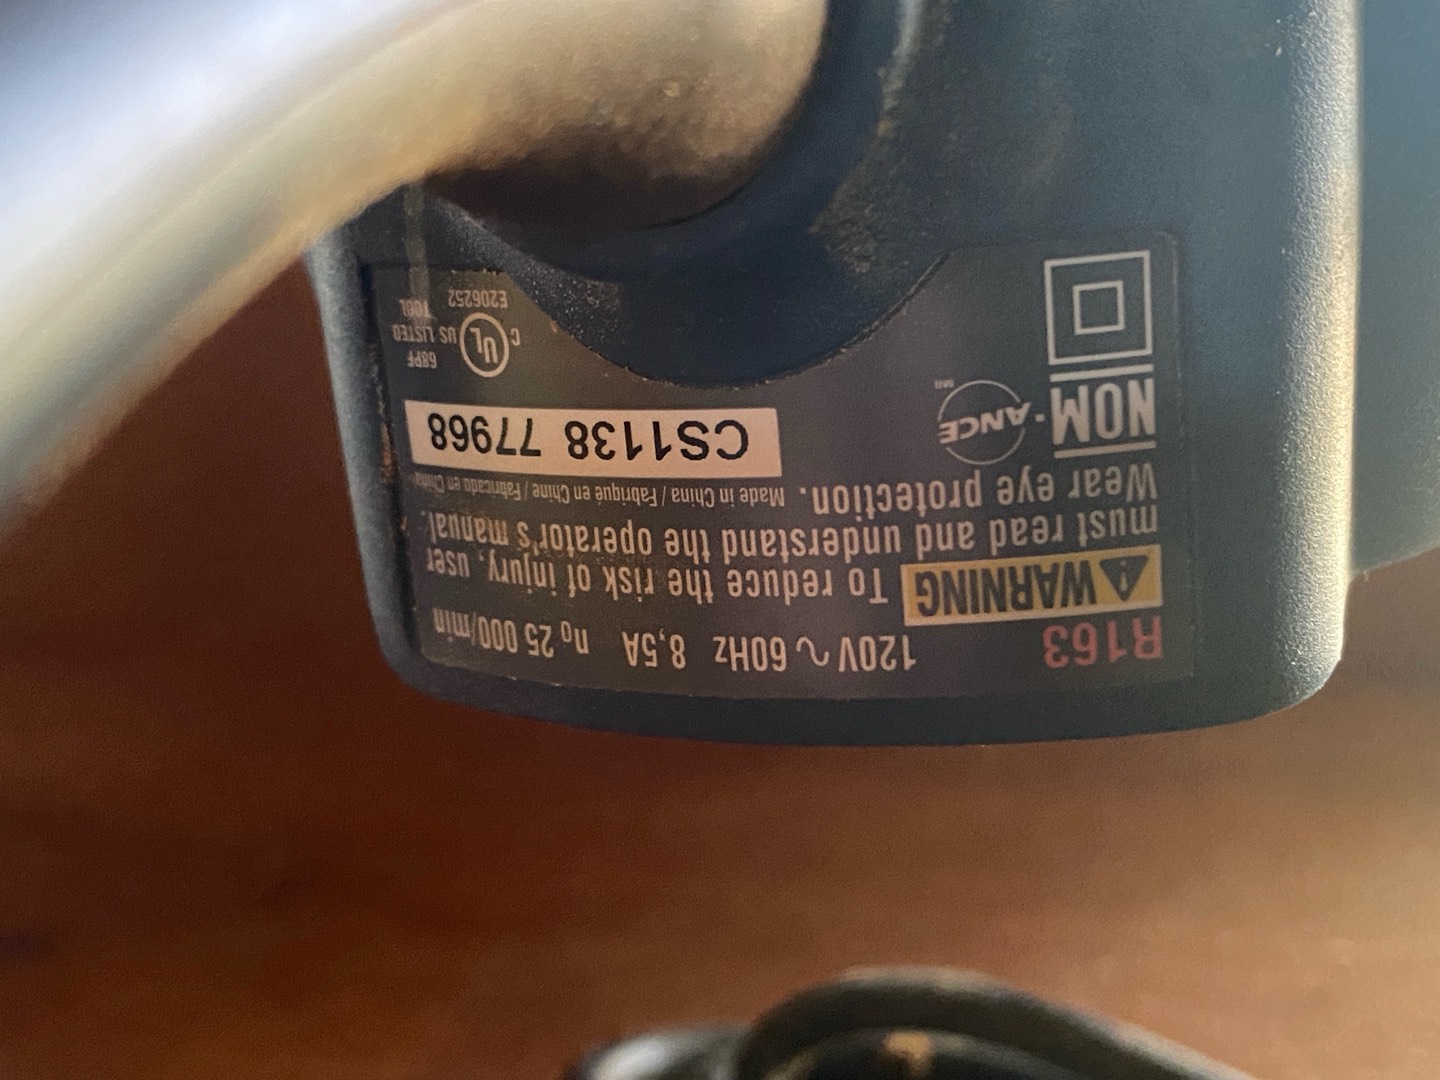 R163 120V ~ 60Hz 8,5A n₀ 25 000/min
⚠ WARNING To reduce the risk of injury, user
must read and understand the operator's manual.
Wear eye protection. Made in China / Fabriqué en Chine / Fabricado en China
NOM - ANCE MR
CS1138 77968
C UL US LISTED
68PF
TOOL
E206252